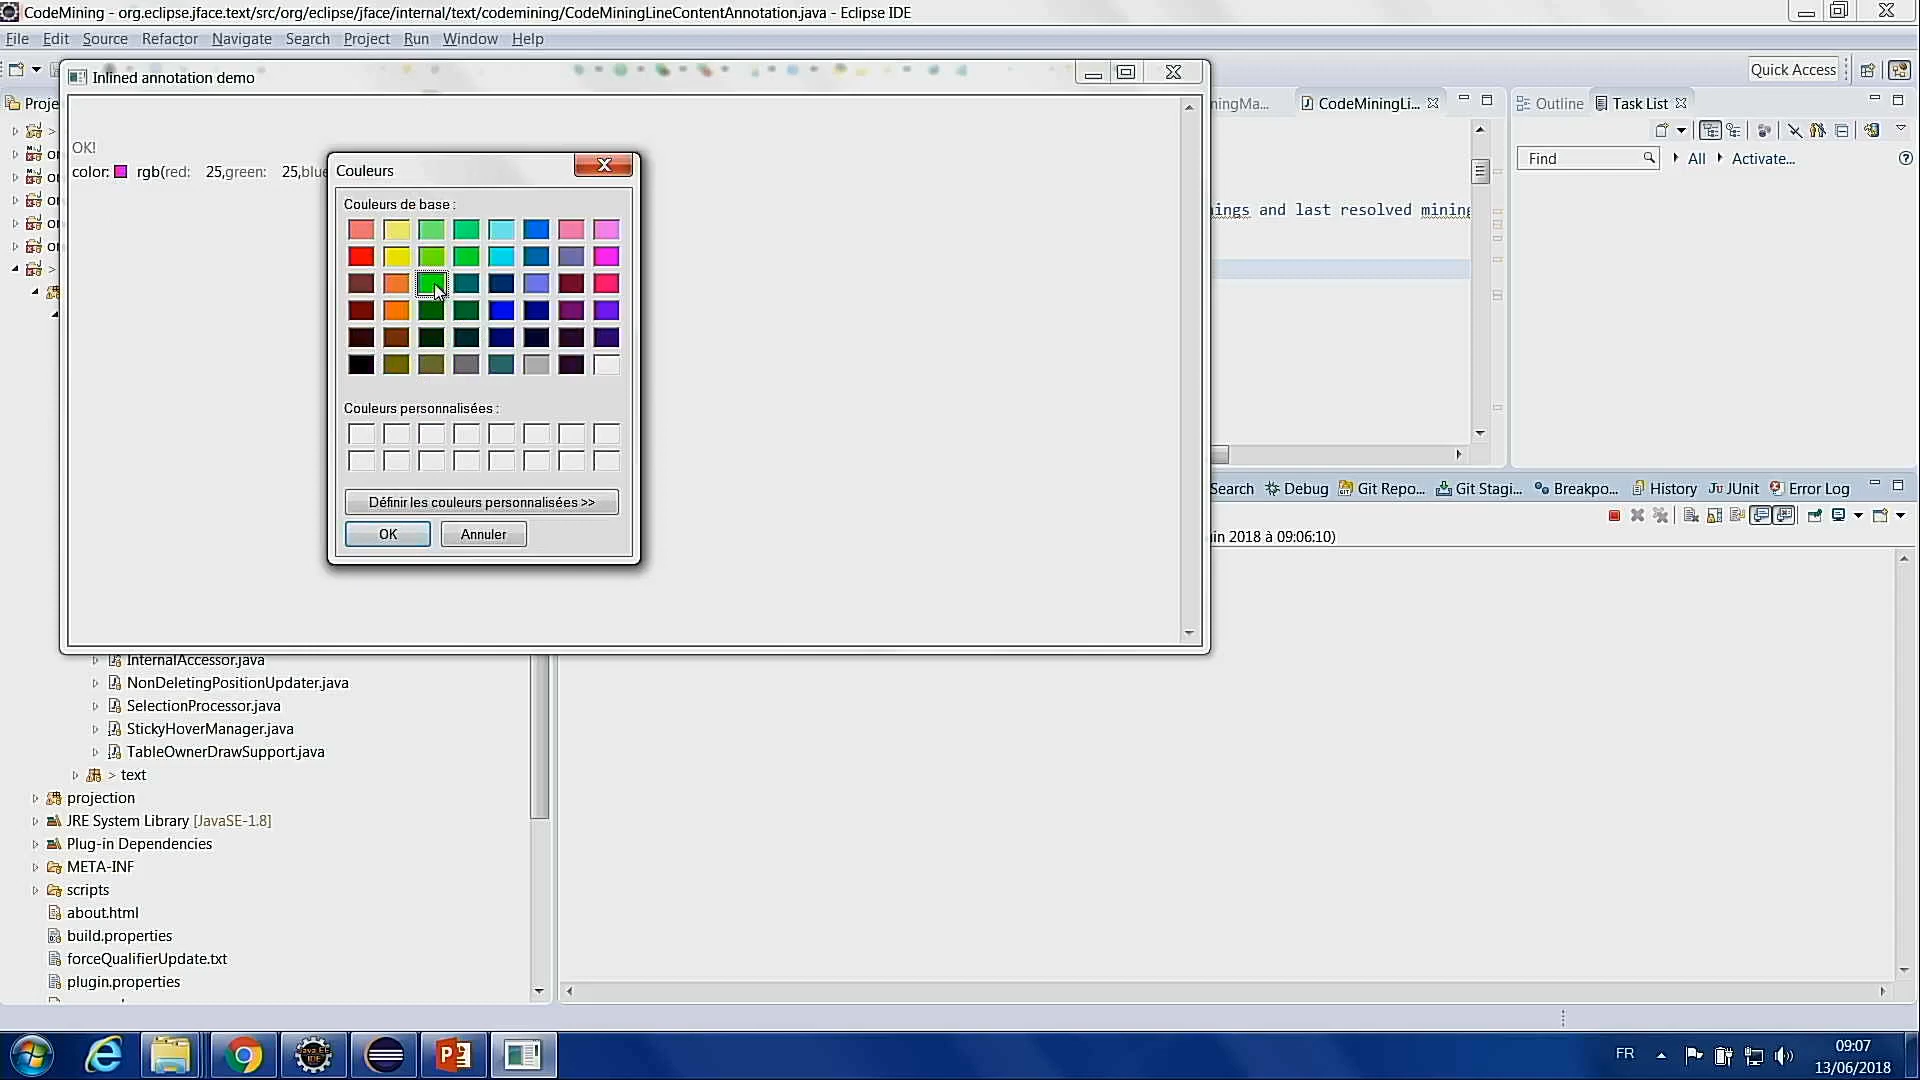 CodeMining - org.eclipse.jface.text/src/org/eclipse/jface/internal/text/codemining/CodeMiningLineContentAnnotation.java - Eclipse IDE
File Edit Source Refactor Navigate Search Project Run Window Help
Quick Access
Inlined annotation demo
Proje
OK!
color: rgb(red: 25,green: 25,blue
Couleurs
Couleurs de base :
Couleurs personnalisées :
Définir les couleurs personnalisées >>
OK Annuler
ningMa... CodeMiningLi...
Outline Task List
Find All Activate...
ings and last resolved mining
Search Debug Git Repo... Git Stagi... Breakpo... History JUnit Error Log
in 2018 à 09:06:10)
InternalAccessor.java
NonDeletingPositionUpdater.java
SelectionProcessor.java
StickyHoverManager.java
TableOwnerDrawSupport.java
> text
projection
JRE System Library [JavaSE-1.8]
Plug-in Dependencies
META-INF
scripts
about.html
build.properties
forceQualifierUpdate.txt
plugin.properties
FR
09:07
13/06/2018